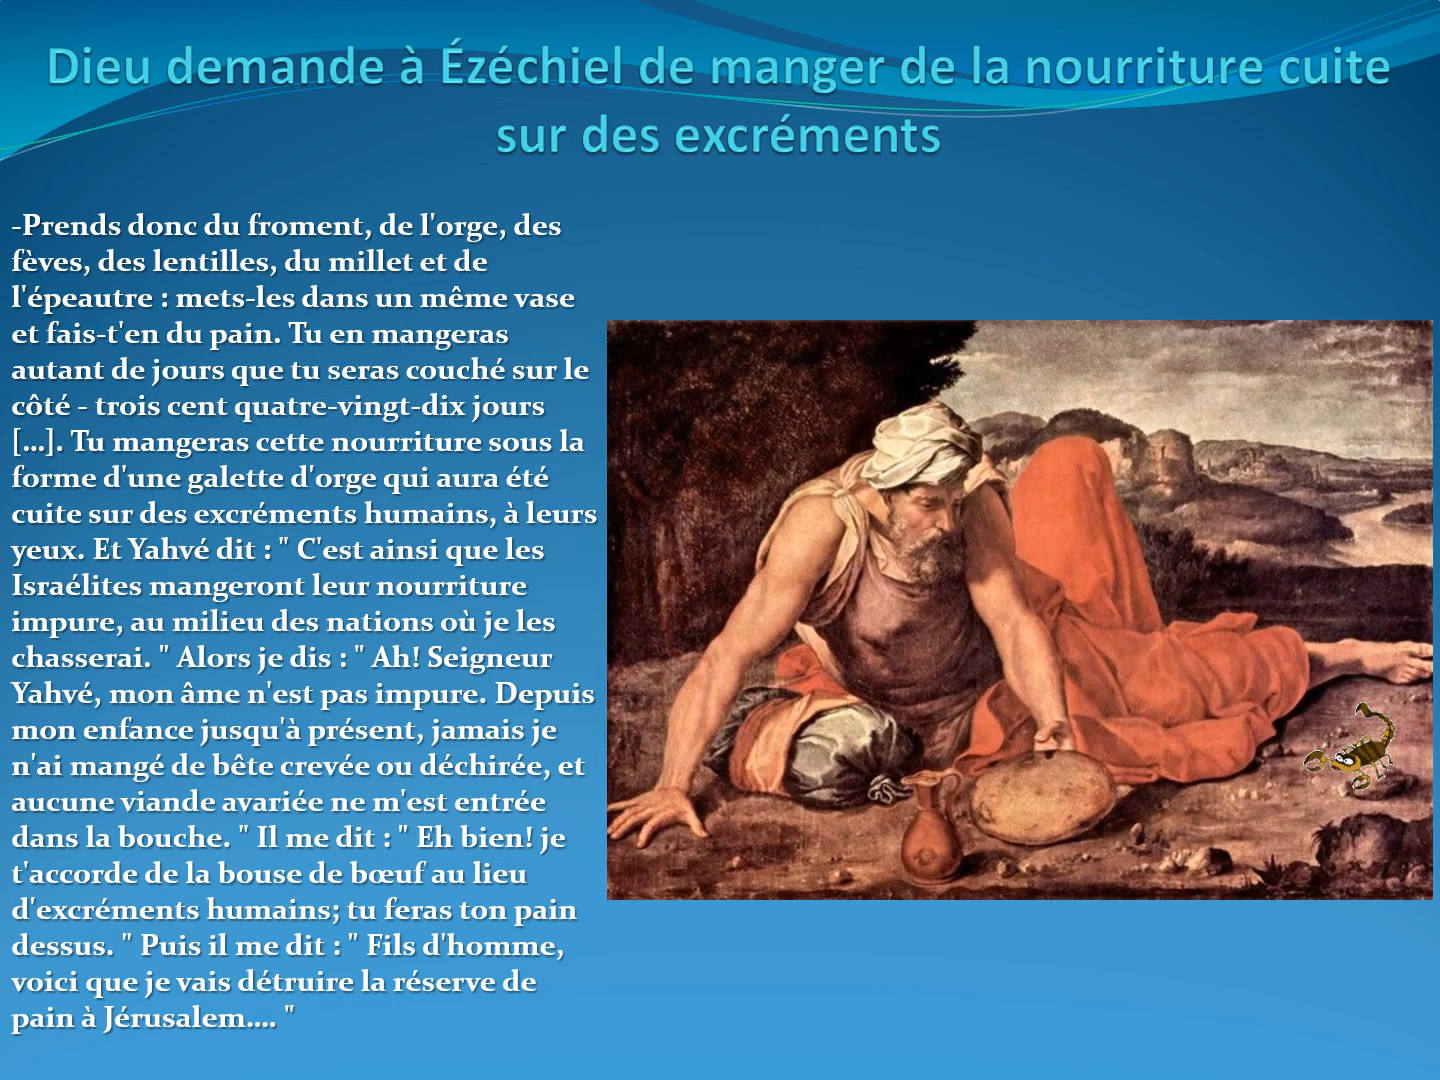 Dieu demande à Ézéchiel de manger de la nourriture cuite
sur des excréments
-Prends donc du froment, de l'orge, des
fèves, des lentilles, du millet et de
l'épeautre : mets-les dans un même vase
et fais-t'en du pain. Tu en mangeras
autant de jours que tu seras couché sur le
côté - trois cent quatre-vingt-dix jours
[...]. Tu mangeras cette nourriture sous la
forme d'une galette d'orge qui aura été
cuite sur des excréments humains, à leurs
yeux. Et Yahvé dit : " C'est ainsi que les
Israélites mangeront leur nourriture
impure, au milieu des nations où je les
chasserai. " Alors je dis : " Ah! Seigneur
Yahvé, mon âme n'est pas impure. Depuis
mon enfance jusqu'à présent, jamais je
n'ai mangé de bête crevée ou déchirée, et
aucune viande avariée ne m'est entrée
dans la bouche. " Il me dit : " Eh bien! je
t'accorde de la bouse de bœuf au lieu
d'excréments humains; tu feras ton pain
dessus. " Puis il me dit : " Fils d'homme,
voici que je vais détruire la réserve de
pain à Jérusalem.... "